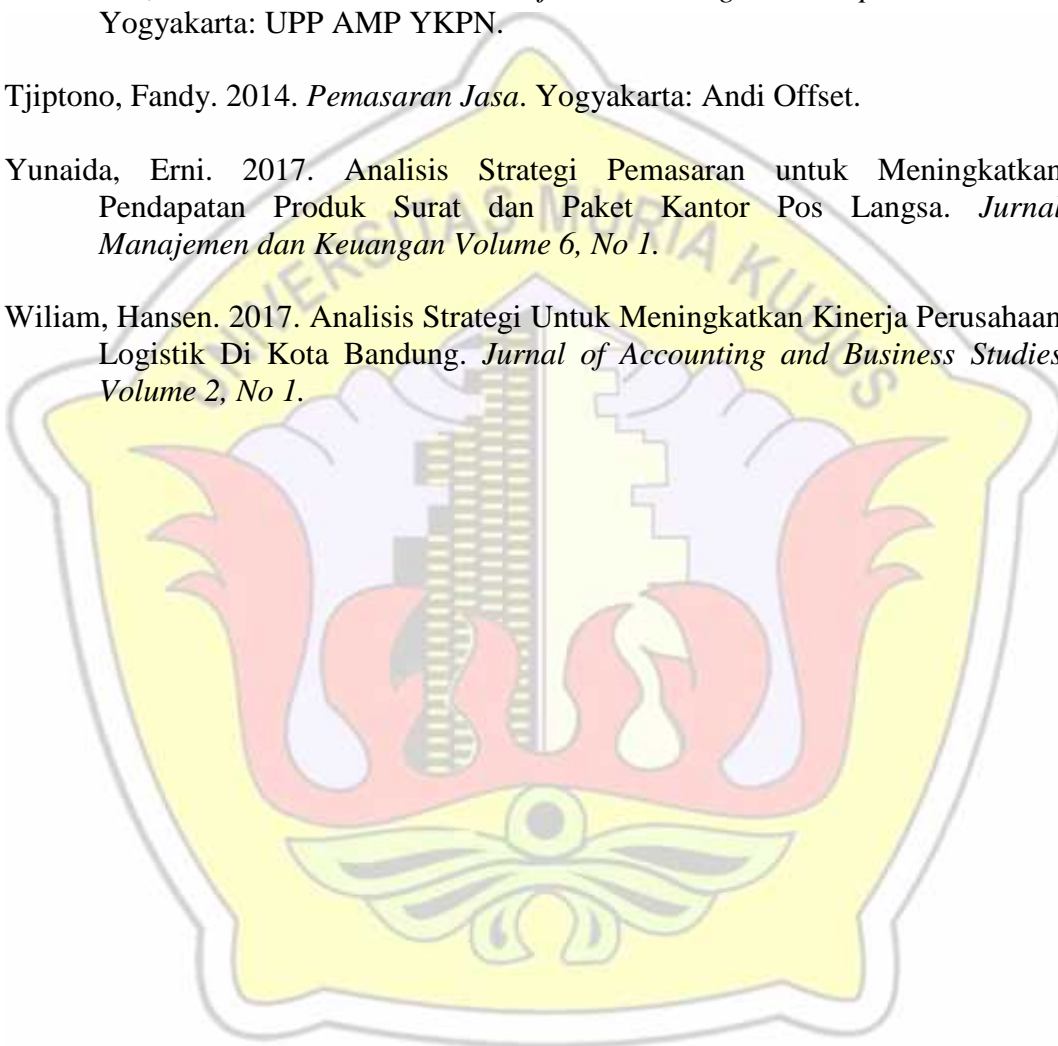 Yogyakarta: UPP AMP YKPN.
Tjiptono, Fandy. 2014. Pemasaran Jasa. Yogyakarta: Andi Offset.
Yunaida, Erni. 2017. Analisis Strategi Pemasaran untuk Meningkatkan
Pendapatan Produk Surat dan Paket Kantor Pos Langsa. Jurnal
Manajemen dan Keuangan Volume 6, No 1.
Wiliam, Hansen. 2017. Analisis Strategi Untuk Meningkatkan Kinerja Perusahaan
Logistik Di Kota Bandung. Jurnal of Accounting and Business Studies
Volume 2, No 1.
UNIVERSITAS MURIA KUDUS